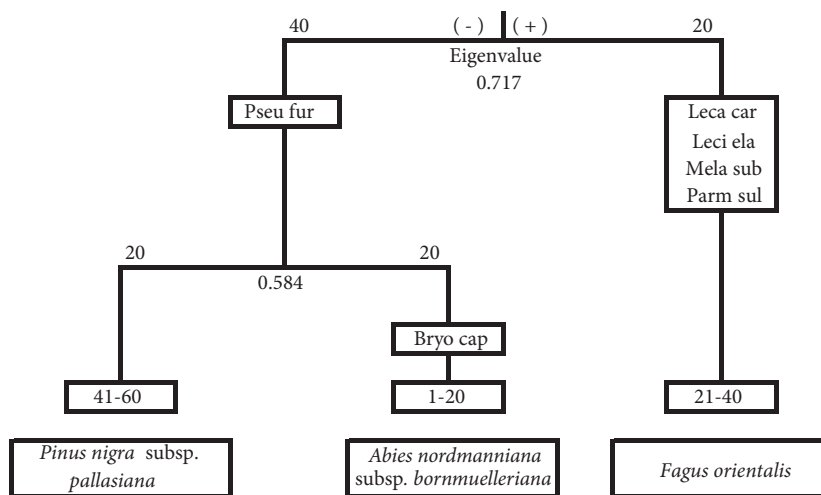 40 ( - ) ( + ) 20
Eigenvalue
0.717
Pseu fur
Leca car
Leci ela
Mela sub
Parm sul
20 20
0.584
Bryo cap
41-60 1-20 21-40
Pinus nigra subsp.
pallasiana
Abies nordmanniana
subsp. bornmuelleriana
Fagus orientalis